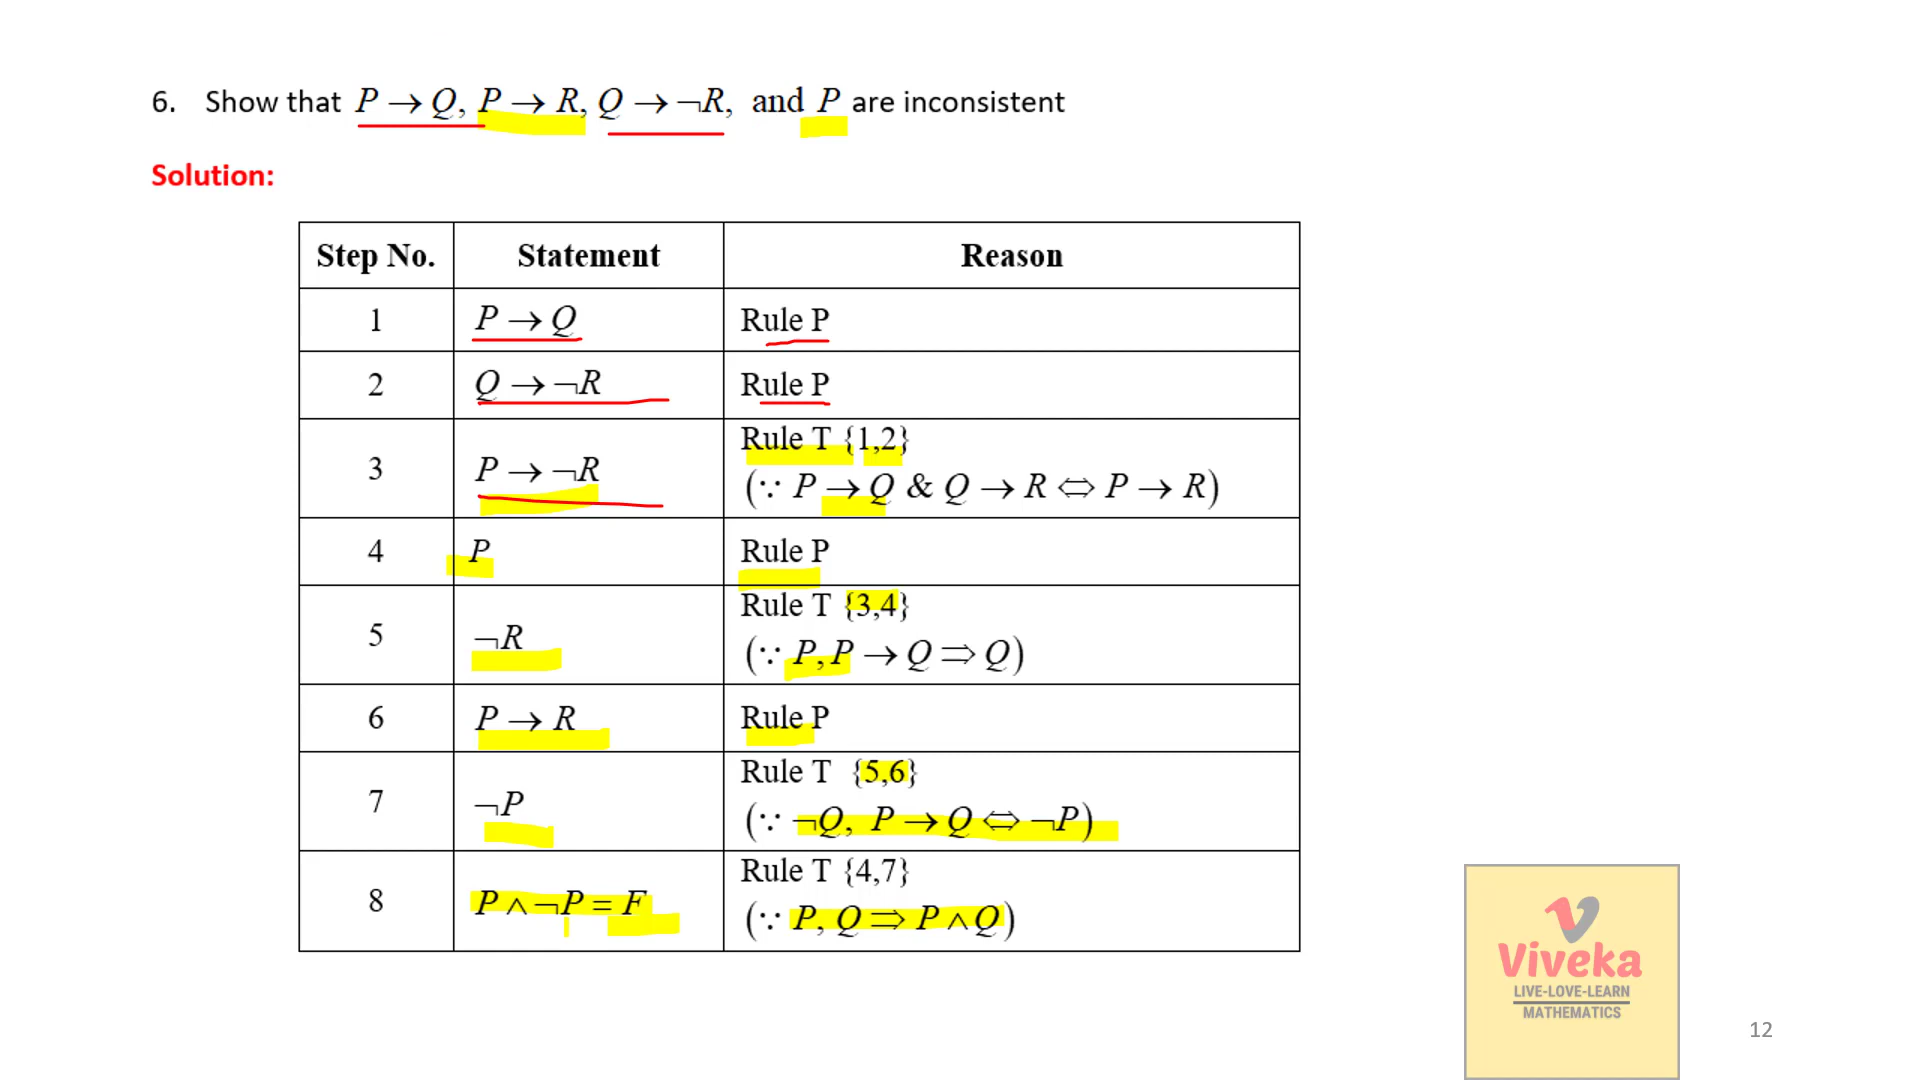 6. Show that P → Q, P → R, Q → ¬R, and P are inconsistent
Solution:
Step No. Statement Reason
1 P → Q Rule P
2 Q → ¬R Rule P
3 P → ¬R Rule T {1,2}
(∵ P → Q & Q → R ⇔ P → R)
4 P Rule P
5 ¬R Rule T {3,4}
(∵ P, P → Q ⇒ Q)
6 P → R Rule P
7 ¬P Rule T {5,6}
(∵ ¬Q, P → Q ⇔ ¬P)
8 P ∧ ¬P = F Rule T {4,7}
(∵ P, Q ⇒ P ∧ Q)
Viveka
LIVE-LOVE-LEARN
MATHEMATICS
12